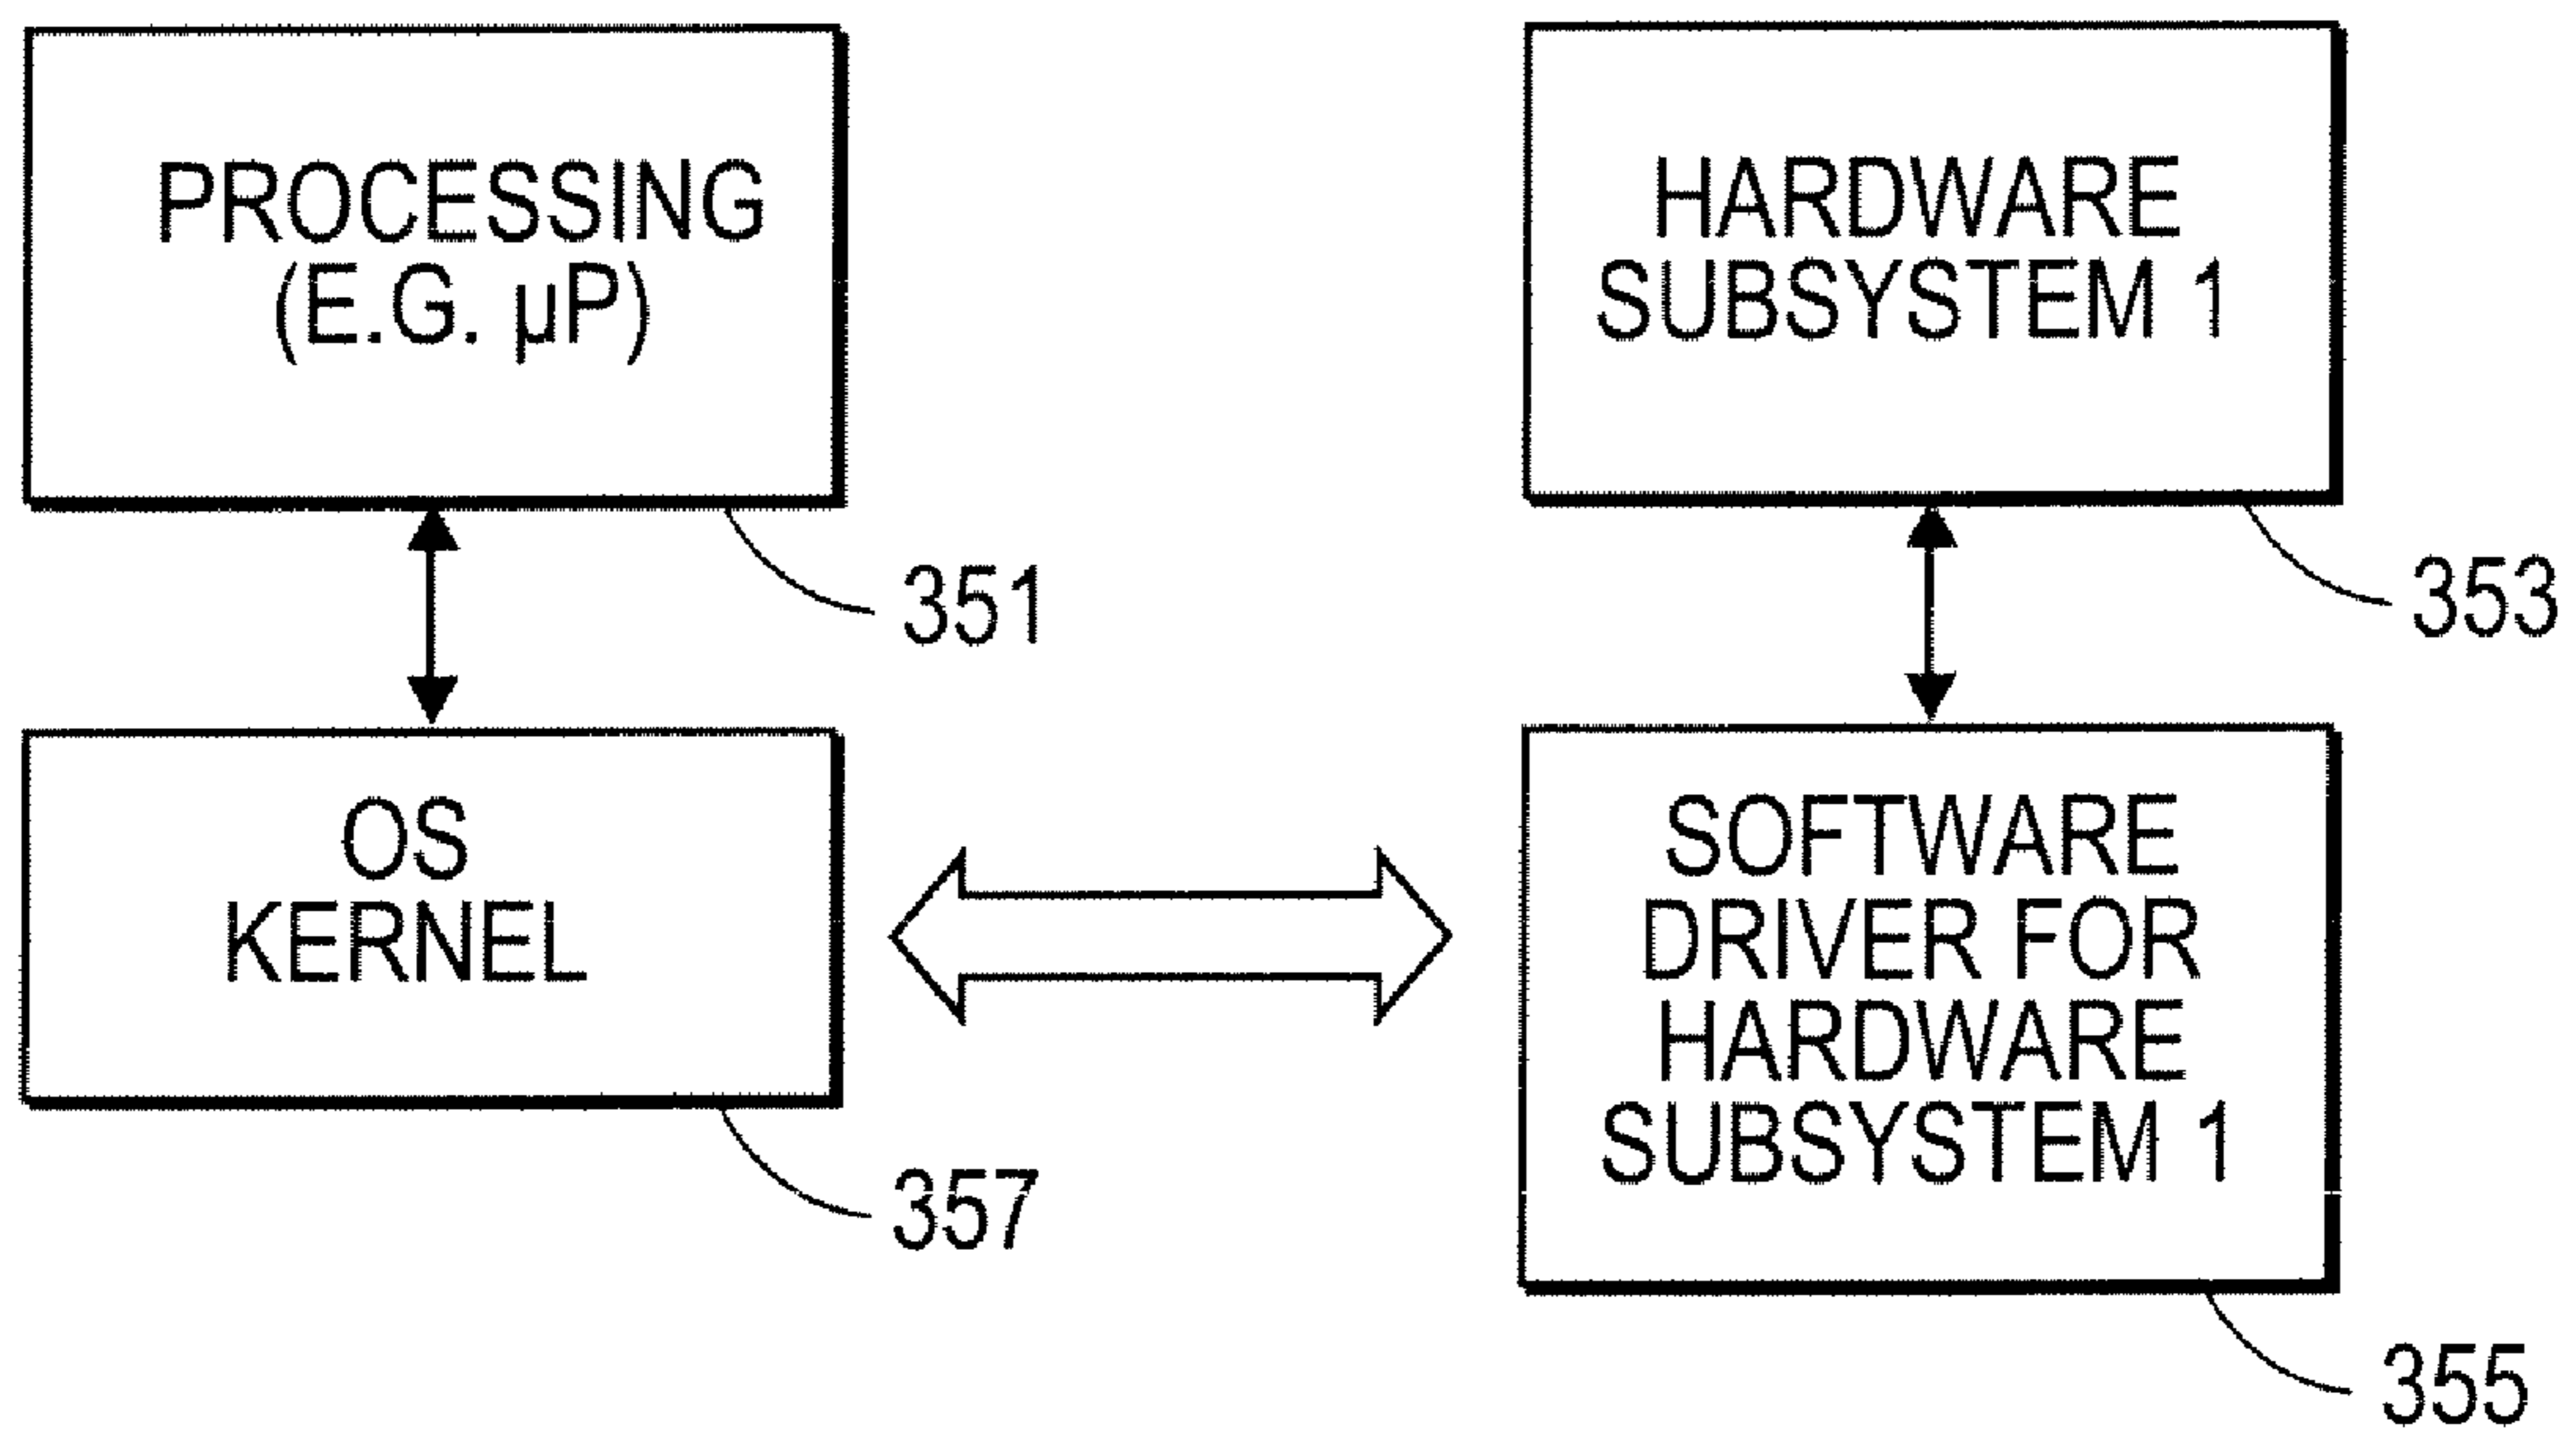 PROCESSING
(E.G. µP)
351
HARDWARE
SUBSYSTEM 1
353
OS
KERNEL
357
SOFTWARE
DRIVER FOR
HARDWARE
SUBSYSTEM 1
355